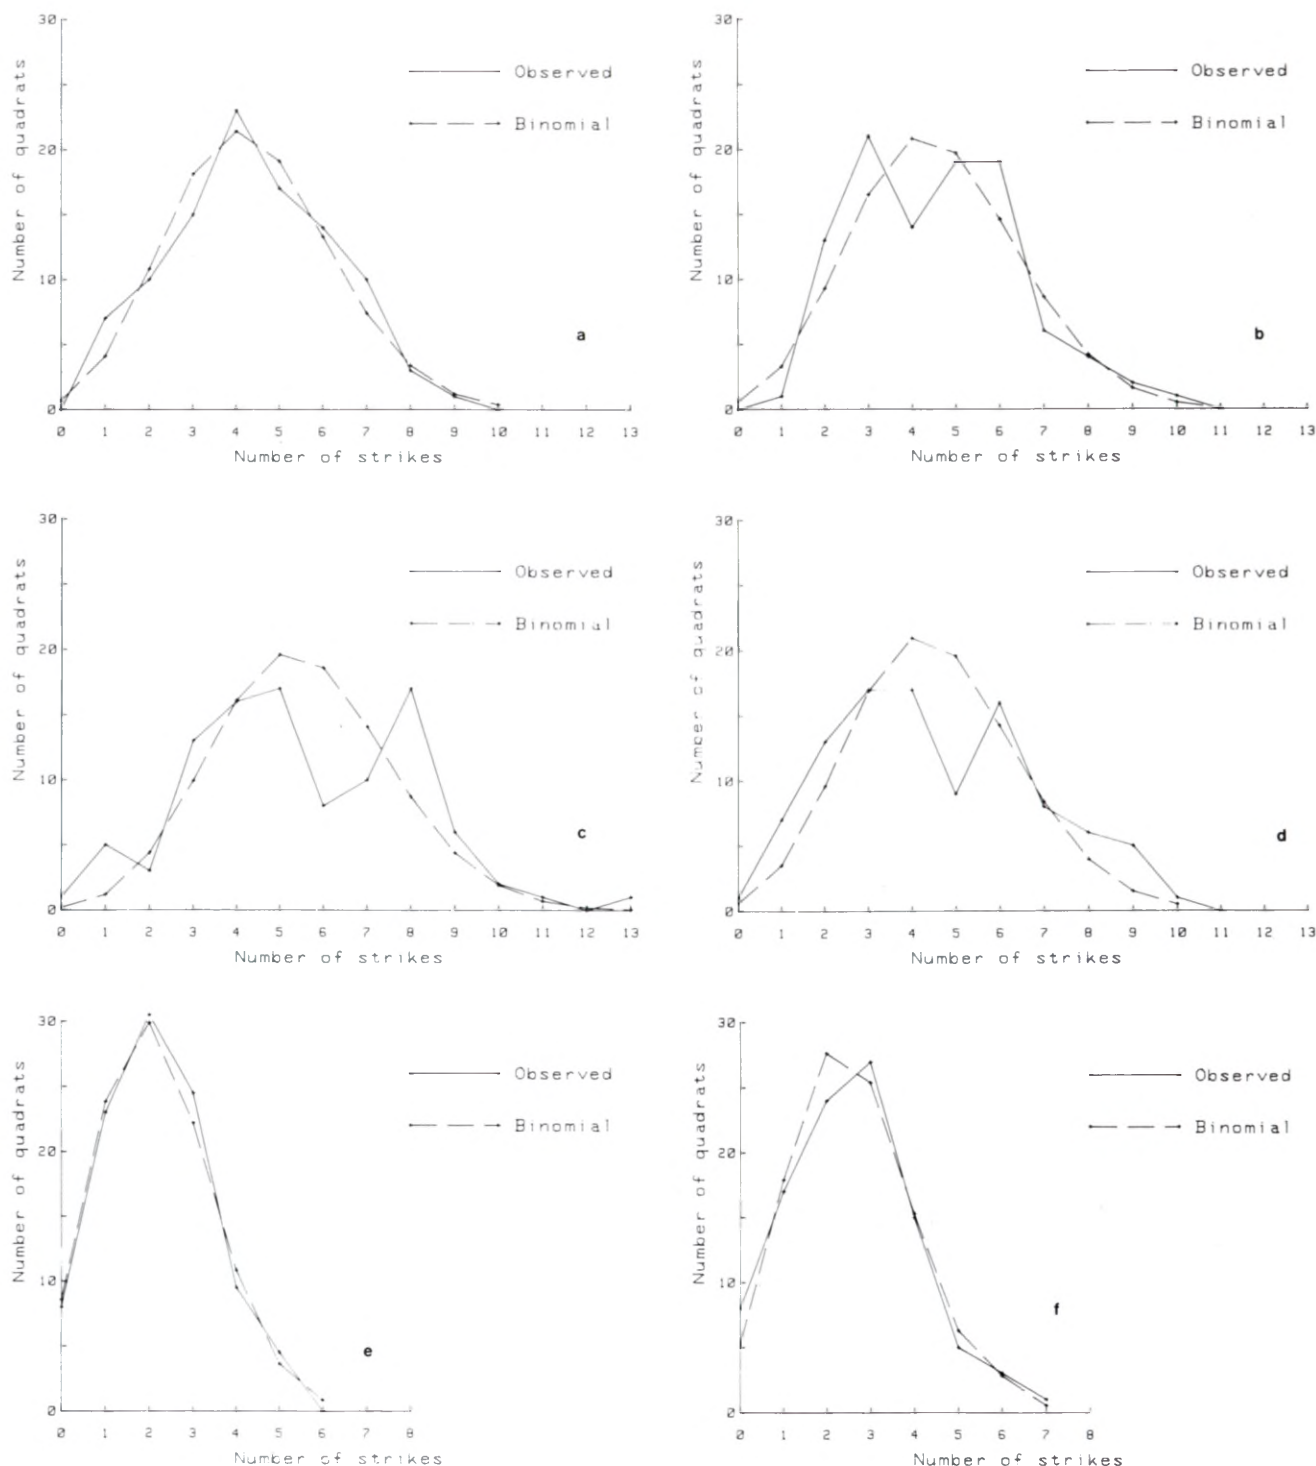 30
Observed
Binomial
20
10
0
Number of quadrats
a
0 1 2 3 4 5 6 7 8 9 10 11 12 13
Number of strikes
30
Observed
Binomial
20
10
0
Number of quadrats
b
0 1 2 3 4 5 6 7 8 9 10 11 12 13
Number of strikes
30
Observed
Binomial
20
10
0
Number of quadrats
c
0 1 2 3 4 5 6 7 8 9 10 11 12 13
Number of strikes
30
Observed
Binomial
20
10
0
Number of quadrats
d
0 1 2 3 4 5 6 7 8 9 10 11 12 13
Number of strikes
30
Observed
Binomial
20
10
0
Number of quadrats
e
0 1 2 3 4 5 6 7 8
Number of strikes
30
Observed
Binomial
20
10
0
Number of quadrats
f
0 1 2 3 4 5 6 7 8
Number of strikes